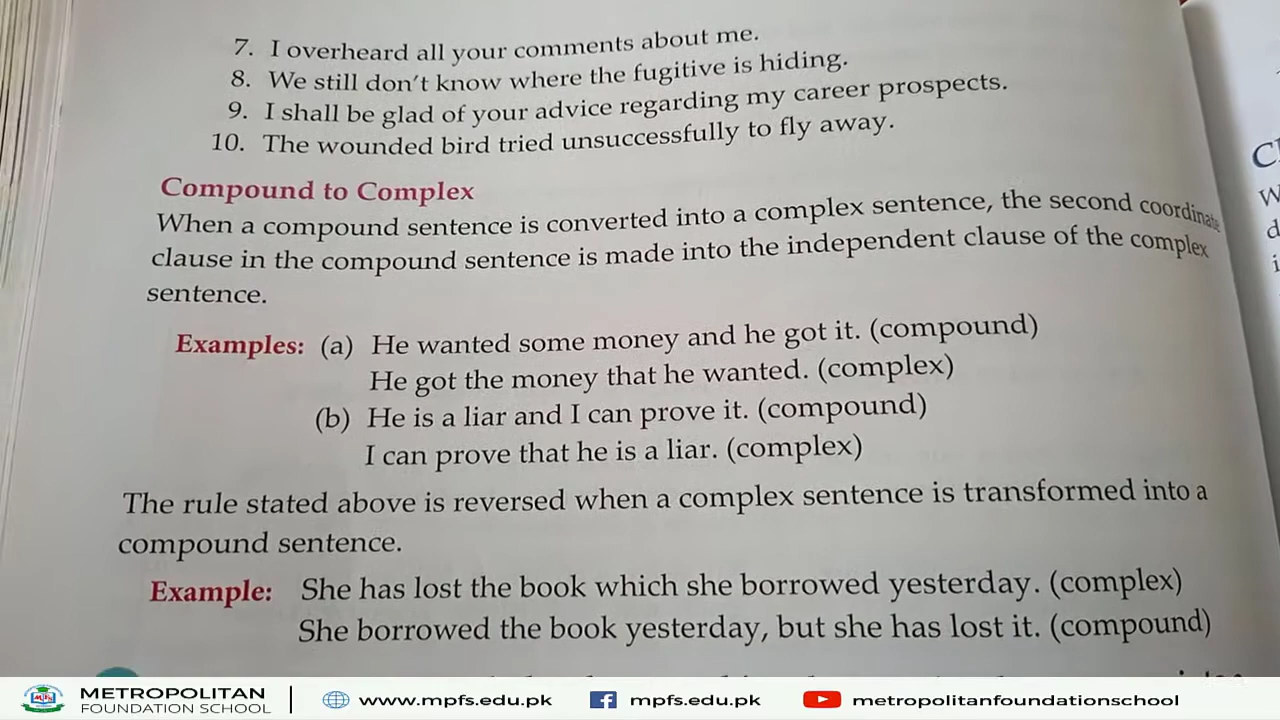 7. I overheard all your comments about me.
8. We still don't know where the fugitive is hiding.
9. I shall be glad of your advice regarding my career prospects.
10. The wounded bird tried unsuccessfully to fly away.
Compound to Complex
When a compound sentence is converted into a complex sentence, the second coordinate
clause in the compound sentence is made into the independent clause of the complex
sentence.
Examples: (a) He wanted some money and he got it. (compound)
He got the money that he wanted. (complex)
(b) He is a liar and I can prove it. (compound)
I can prove that he is a liar. (complex)
The rule stated above is reversed when a complex sentence is transformed into a
compound sentence.
Example: She has lost the book which she borrowed yesterday. (complex)
She borrowed the book yesterday, but she has lost it. (compound)
METROPOLITAN
FOUNDATION SCHOOL
www.mpfs.edu.pk
mpfs.edu.pk
metropolitanfoundationschool